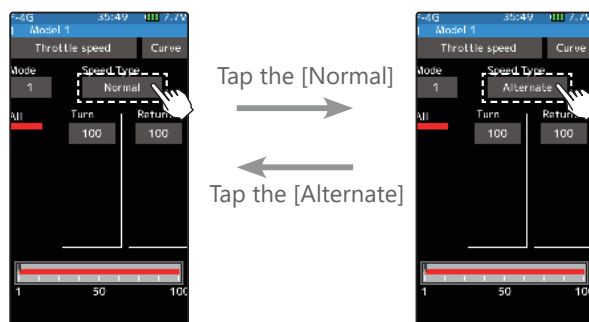 F-4G 35:49 7.7V
Model 1
Throttle speed Curve
Mode Speed Type
1 Normal
All Turn Return
100 100
1 50 100
Tap the [Normal]
Tap the [Alternate]
-4G 35:49 7.7V
Model 1
Throttle speed Curve
Mode Speed Type
1 Alternate
All Turn Return
100 100
1 50 100